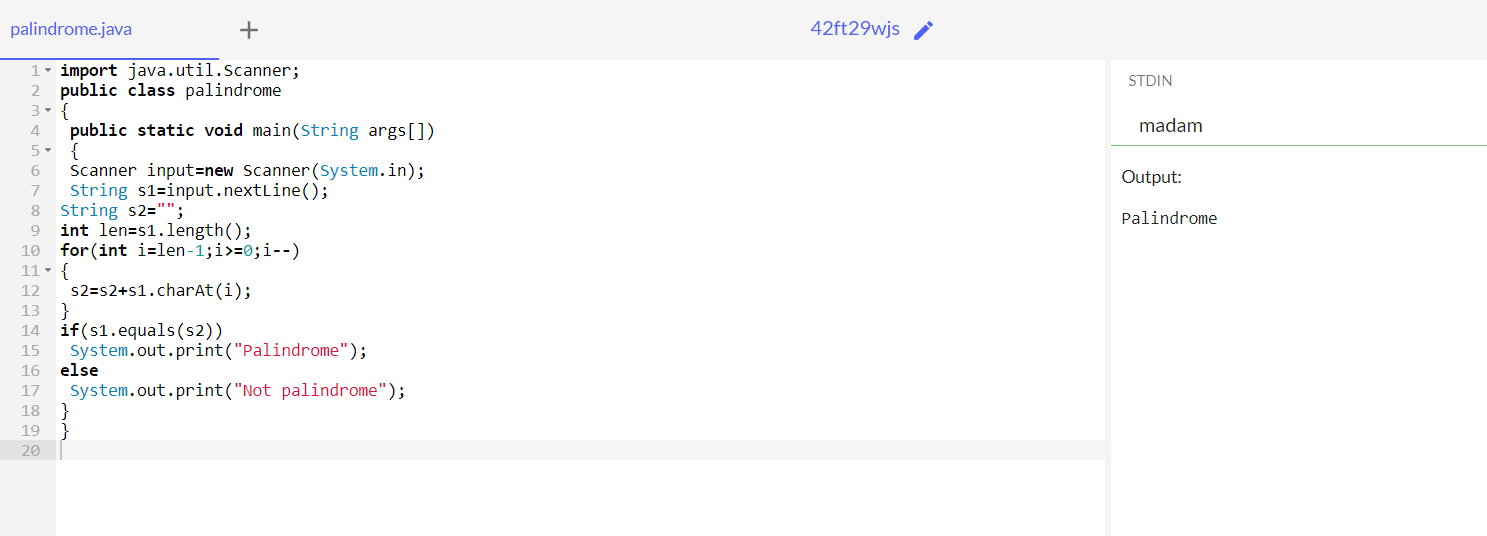 palindrome.java
42ft29wjs
1 import java.util.Scanner;
2 public class palindrome
3 {
4  public static void main(String args[])
5  {
6  Scanner input=new Scanner(System.in);
7  String s1=input.nextLine();
8 String s2="";
9 int len=s1.length();
10 for(int i=len-1;i>=0;i--)
11 {
12  s2=s2+s1.charAt(i);
13 }
14 if(s1.equals(s2))
15  System.out.print("Palindrome");
16 else
17  System.out.print("Not palindrome");
18 }
19 }
20
STDIN
madam
Output:
Palindrome